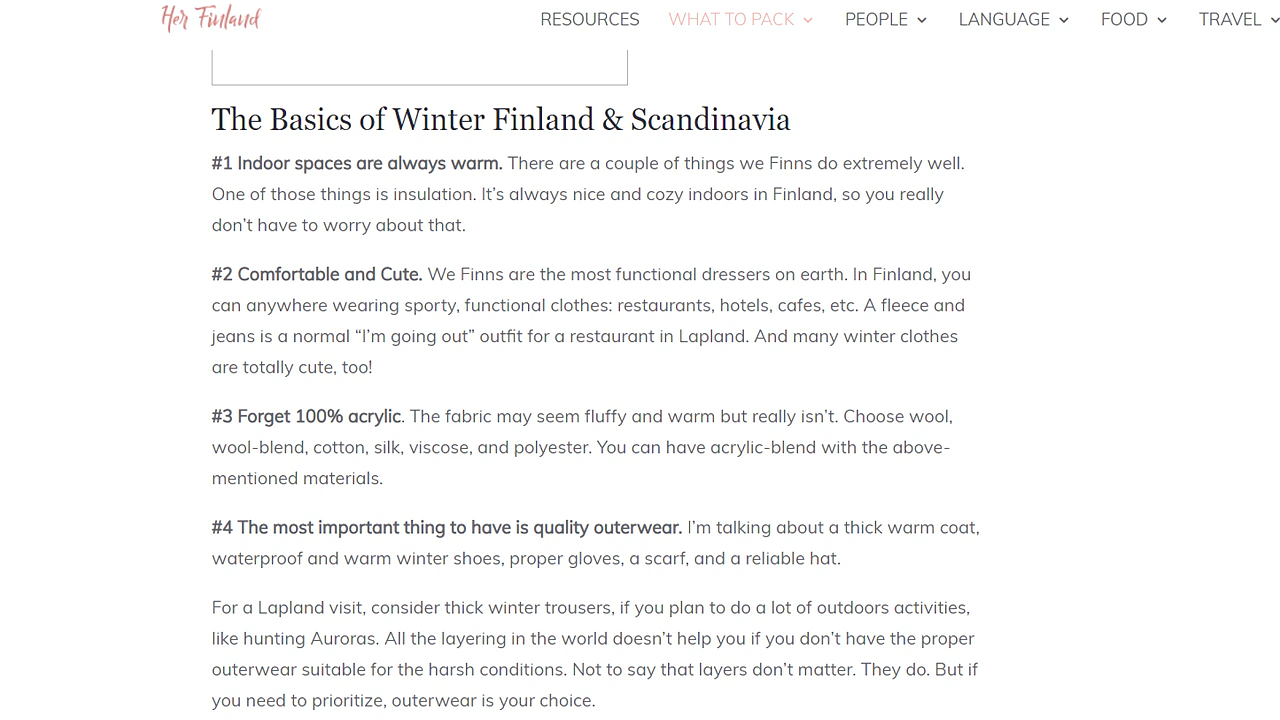 Her Finland
RESOURCES WHAT TO PACK PEOPLE LANGUAGE FOOD TRAVEL
The Basics of Winter Finland & Scandinavia
#1 Indoor spaces are always warm. There are a couple of things we Finns do extremely well.
One of those things is insulation. It’s always nice and cozy indoors in Finland, so you really
don’t have to worry about that.
#2 Comfortable and Cute. We Finns are the most functional dressers on earth. In Finland, you
can anywhere wearing sporty, functional clothes: restaurants, hotels, cafes, etc. A fleece and
jeans is a normal “I’m going out” outfit for a restaurant in Lapland. And many winter clothes
are totally cute, too!
#3 Forget 100% acrylic. The fabric may seem fluffy and warm but really isn’t. Choose wool,
wool-blend, cotton, silk, viscose, and polyester. You can have acrylic-blend with the above-
mentioned materials.
#4 The most important thing to have is quality outerwear. I’m talking about a thick warm coat,
waterproof and warm winter shoes, proper gloves, a scarf, and a reliable hat.
For a Lapland visit, consider thick winter trousers, if you plan to do a lot of outdoors activities,
like hunting Auroras. All the layering in the world doesn’t help you if you don’t have the proper
outerwear suitable for the harsh conditions. Not to say that layers don’t matter. They do. But if
you need to prioritize, outerwear is your choice.